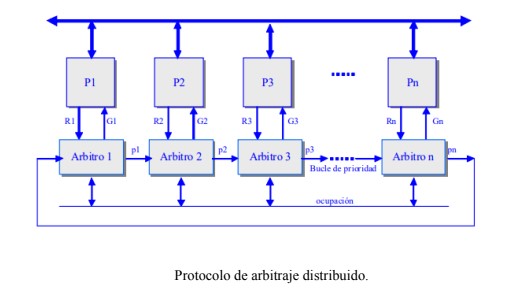 P1
P2
P3
Pn
R1
G1
R2
G2
R3
G3
Rn
Gn
Arbitro 1
p1
Arbitro 2
p2
Arbitro 3
p3
Bucle de prioridad
Arbitro n
pn
ocupación
Protocolo de arbitraje distribuido.